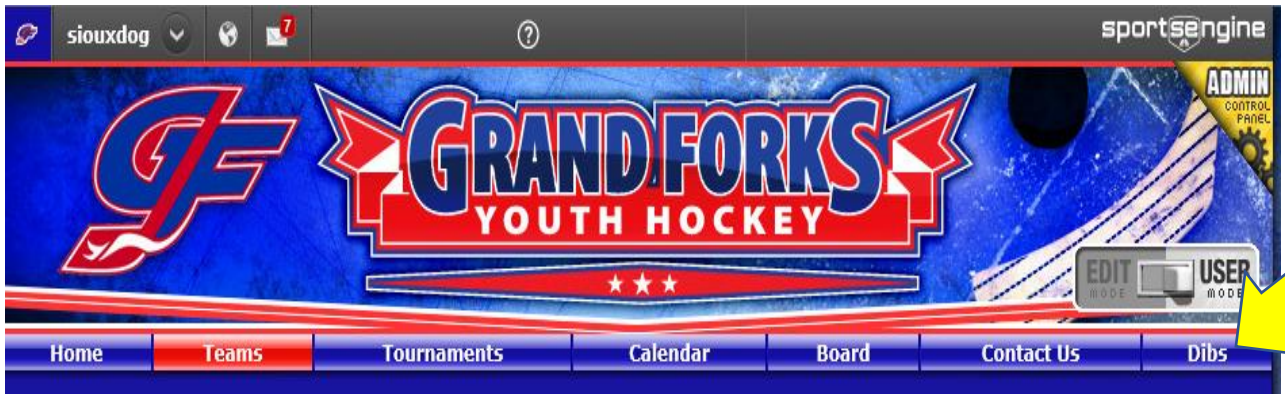 siouxdog
7
?
sportsengine
ADMIN
CONTROL
PANEL
GF
GRAND FORKS
YOUTH HOCKEY
EDIT
MODE
USER
MODE
Home Teams Tournaments Calendar Board Contact Us Dibs